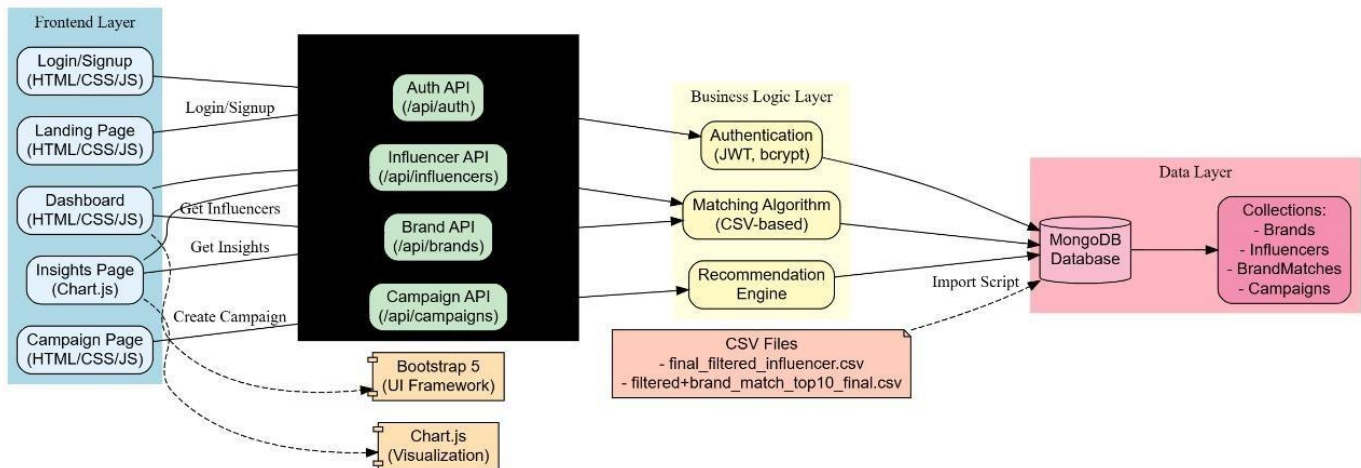 Frontend Layer
Login/Signup
(HTML/CSS/JS)
Landing Page
(HTML/CSS/JS)
Dashboard
(HTML/CSS/JS)
Insights Page
(Chart.js)
Campaign Page
(HTML/CSS/JS)
Login/Signup
Get Influencers
Get Insights
Create Campaign
Auth API
(/api/auth)
Influencer API
(/api/influencers)
Brand API
(/api/brands)
Campaign API
(/api/campaigns)
Bootstrap 5
(UI Framework)
Chart.js
(Visualization)
Business Logic Layer
Authentication
(JWT, bcrypt)
Matching Algorithm
(CSV-based)
Recommendation
Engine
CSV Files
- final_filtered_influencer.csv
- filtered+brand_match_top10_final.csv
Import Script
Data Layer
MongoDB
Database
Collections:
- Brands
- Influencers
- BrandMatches
- Campaigns